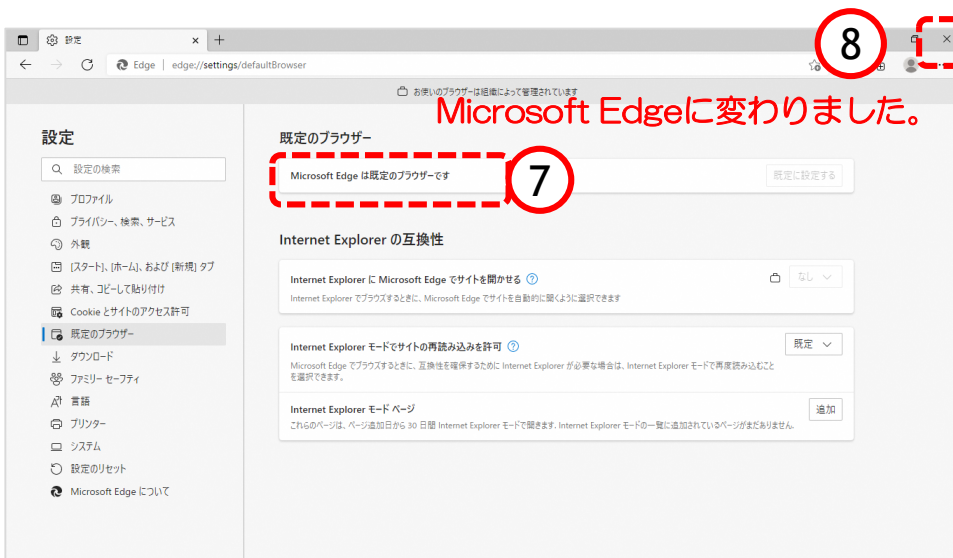 設定
8
Edge | edge://settings/defaultBrowser
お使いのブラウザーは組織によって管理されています
Microsoft Edgeに変わりました。
設定
設定の検索
プロファイル
プライバシー、検索、サービス
外観
[スタート]、[ホーム]、および [新規] タブ
共有、コピーして貼り付け
Cookie とサイトのアクセス許可
既定のブラウザー
ダウンロード
ファミリー セーフティ
言語
プリンター
システム
設定のリセット
Microsoft Edge について
既定のブラウザー
Microsoft Edge は既定のブラウザーです
7
既定に設定する
Internet Explorer の互換性
Internet Explorer に Microsoft Edge でサイトを開かせる
なし
Internet Explorer でブラウズするときに、Microsoft Edge でサイトを自動的に開くように選択できます
Internet Explorer モードでサイトの再読み込みを許可
既定
Microsoft Edge でブラウズするときに、互換性を確保するために Internet Explorer が必要な場合は、Internet Explorer モードで再度読み込むこと
を選択できます。
Internet Explorer モード ページ
追加
これらのページは、ページ追加日から 30 日間 Internet Explorer モードで開きます。Internet Explorer モードの一覧に追加されているページがまだありません。